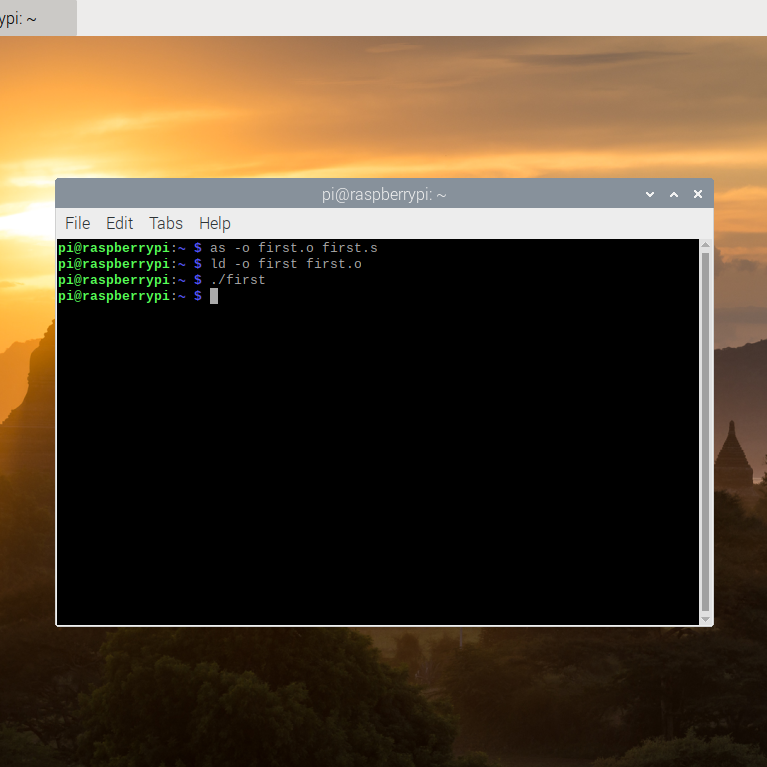 ypi: ~
pi@raspberrypi: ~
File Edit Tabs Help
pi@raspberrypi:~ $ as -o first.o first.s
pi@raspberrypi:~ $ ld -o first first.o
pi@raspberrypi:~ $ ./first
pi@raspberrypi:~ $